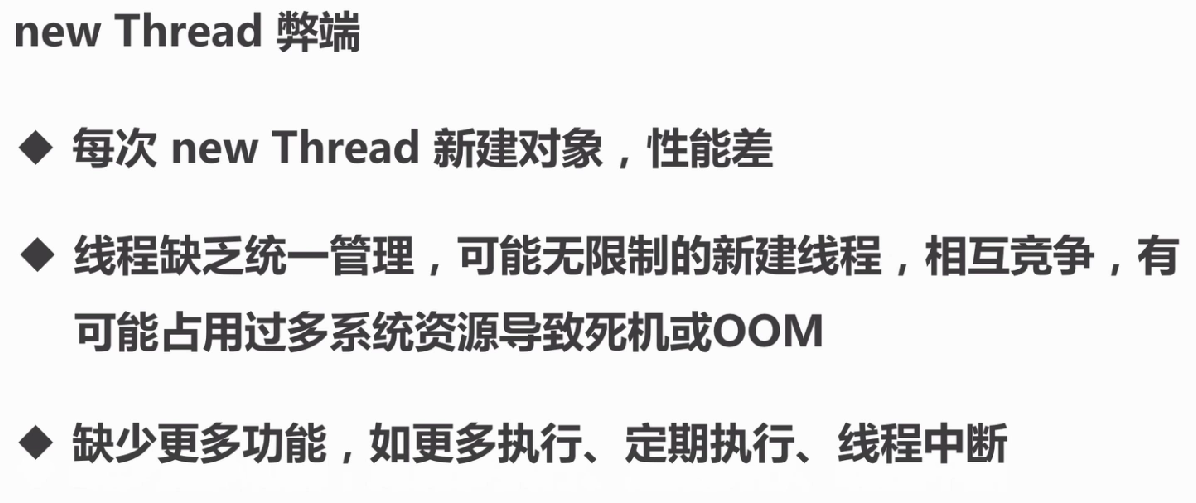 new Thread 弊端
◆ 每次 new Thread 新建对象，性能差
◆ 线程缺乏统一管理，可能无限制的新建线程，相互竞争，有
可能占用过多系统资源导致死机或OOM
◆ 缺少更多功能，如更多执行、定期执行、线程中断